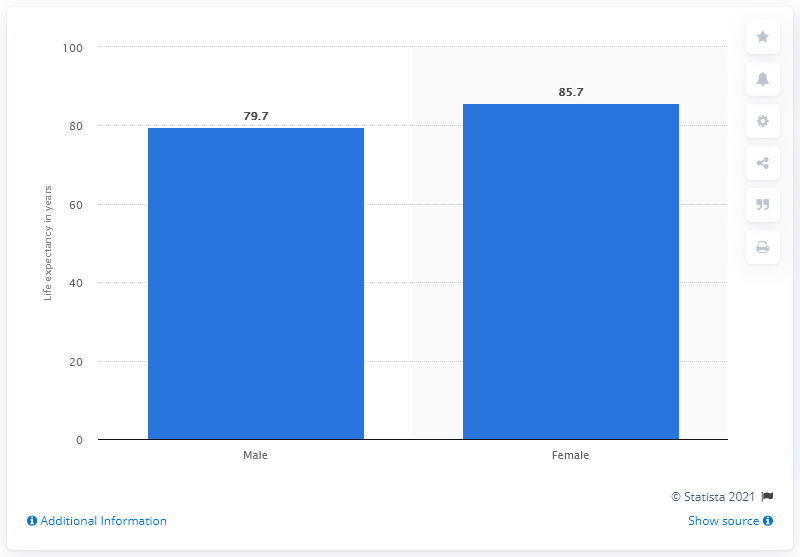 100
80
60
40
20
0
Life expectancy in years
79.7
85.7
Male
Female
© Statista 2021
Additional Information
Show source